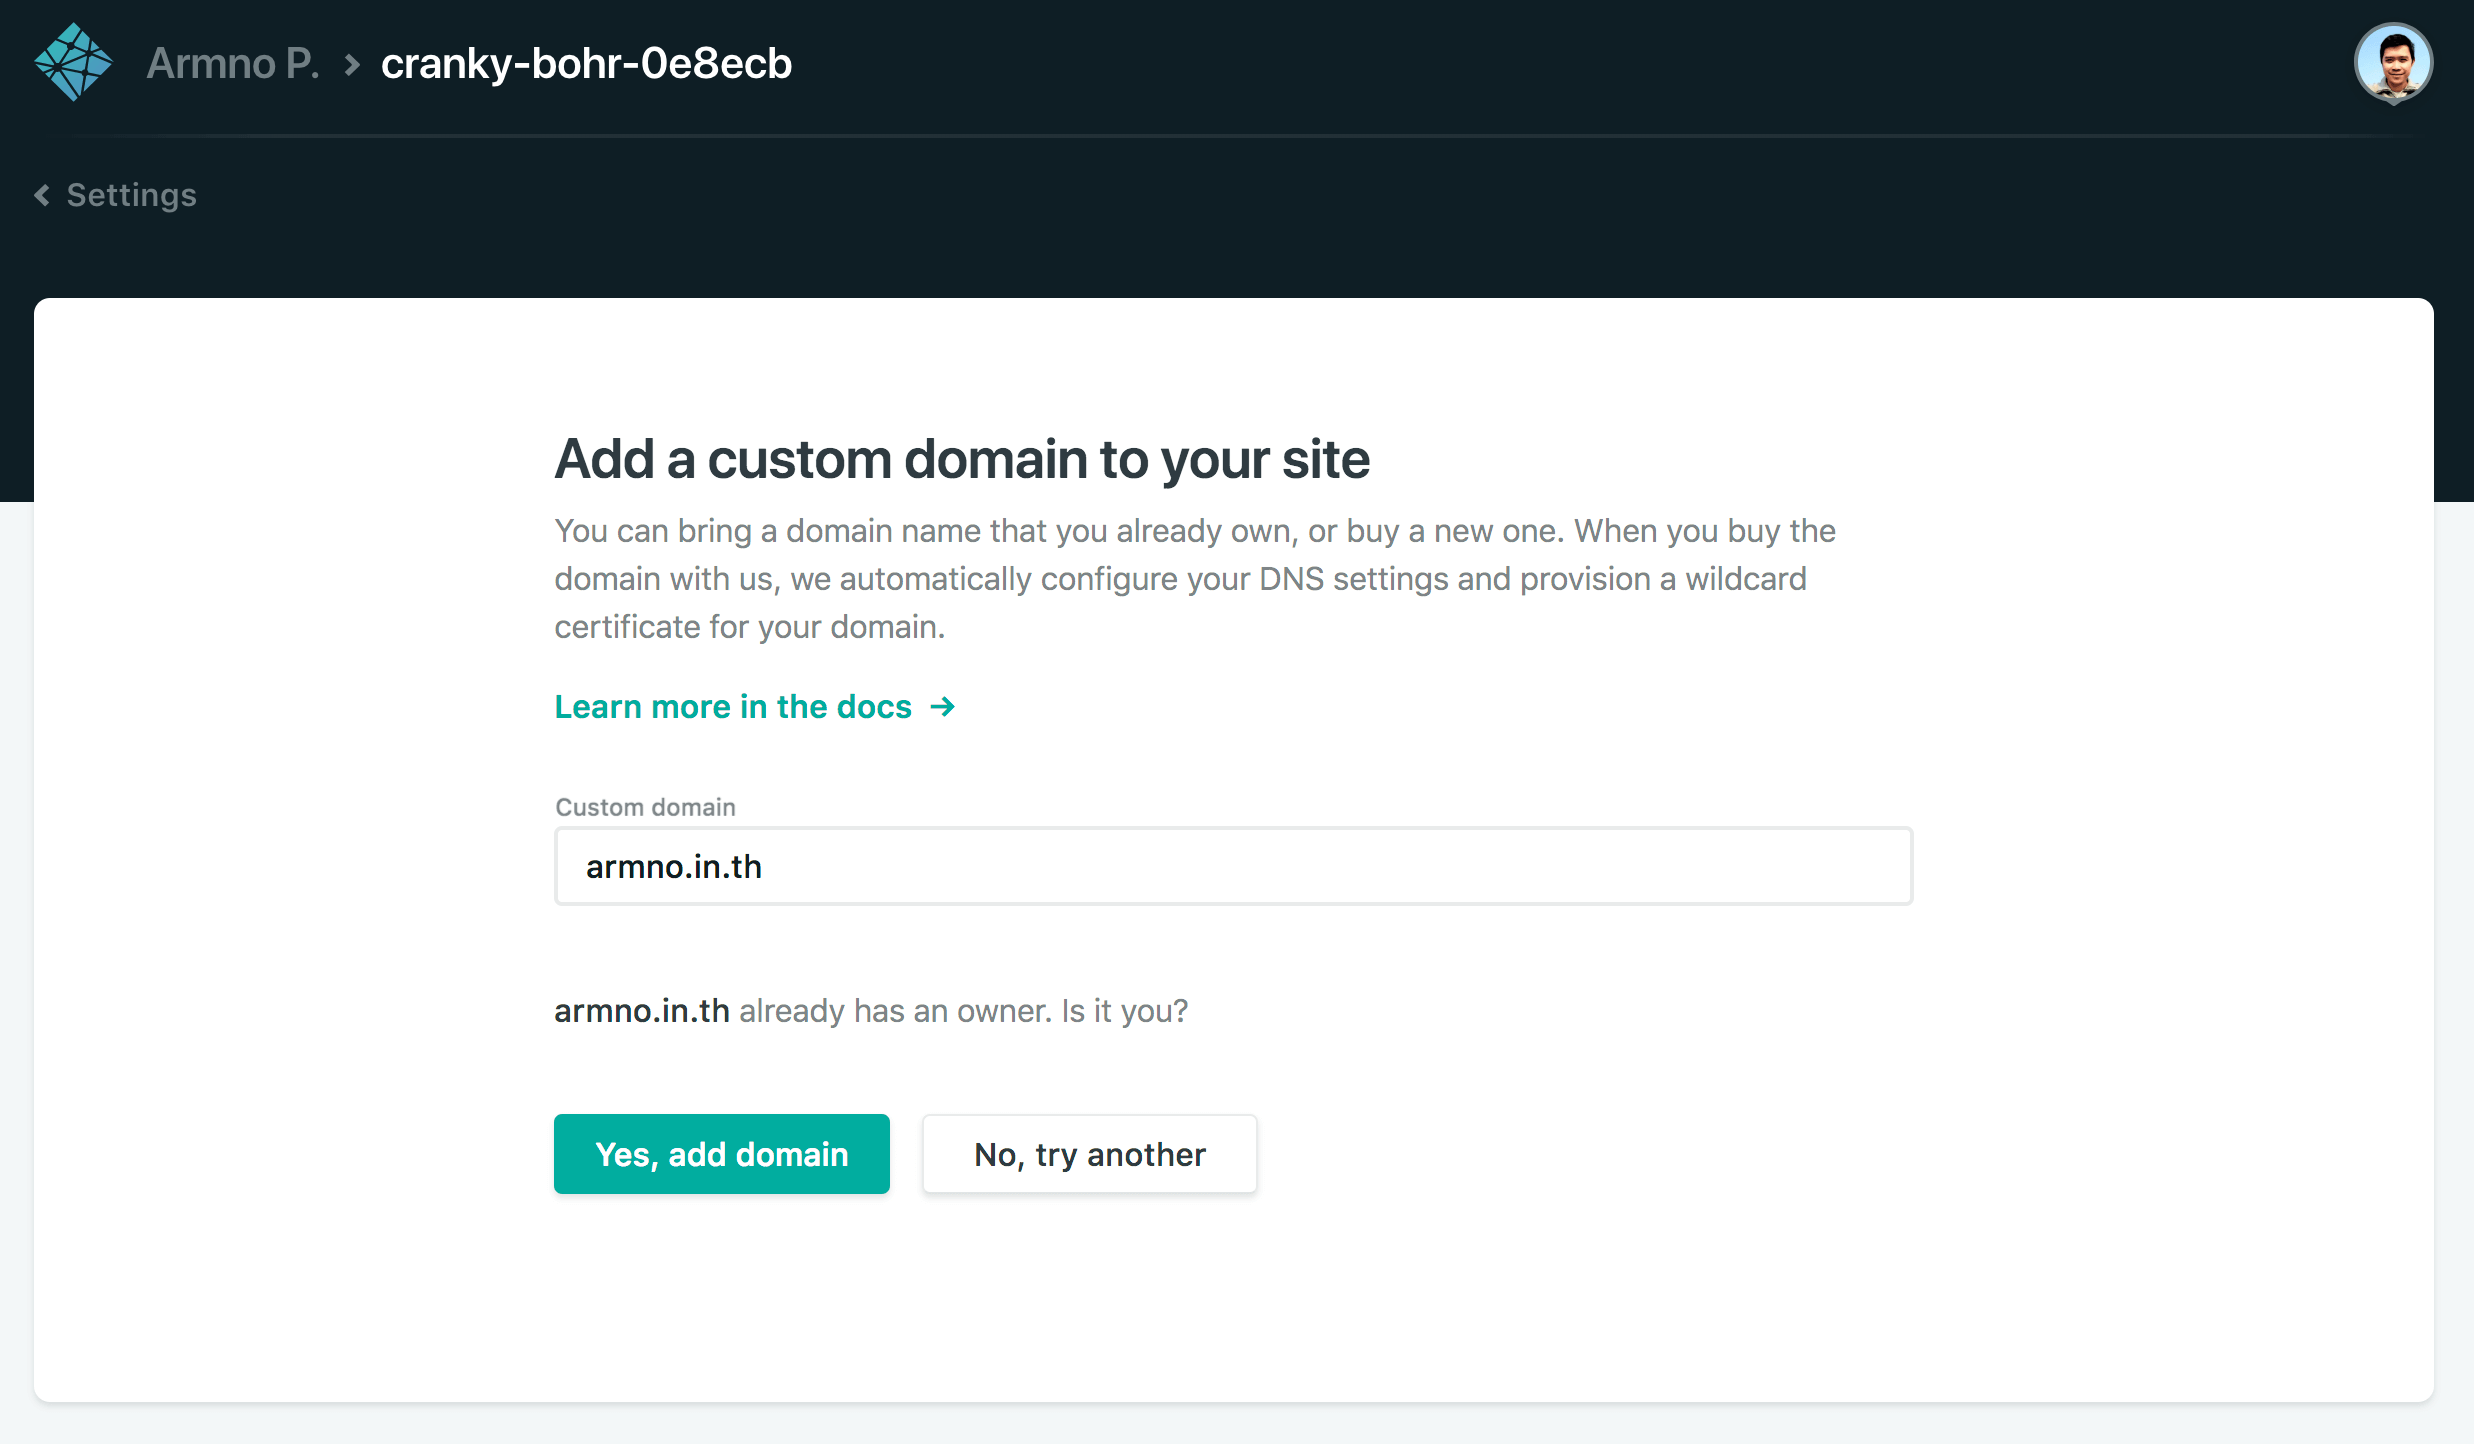 Armno P. > cranky-bohr-0e8ecb
Settings
Add a custom domain to your site
You can bring a domain name that you already own, or buy a new one. When you buy the
domain with us, we automatically configure your DNS settings and provision a wildcard
certificate for your domain.
Learn more in the docs →
Custom domain
armno.in.th
armno.in.th already has an owner. Is it you?
Yes, add domain
No, try another